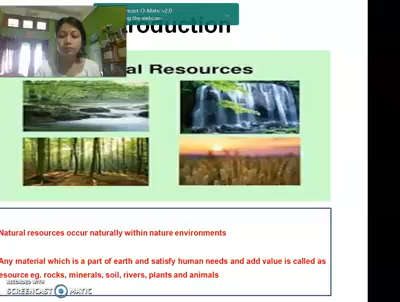 ncast-O-Matic v2.0
g the webcam
troduction
al Resources
Natural resources occur naturally within nature environments
Any material which is a part of earth and satisfy human needs and add value is called as
esource eg. rocks, minerals, soil, rivers, plants and animals
RECORDED WITH
SCREENCAST MATIC